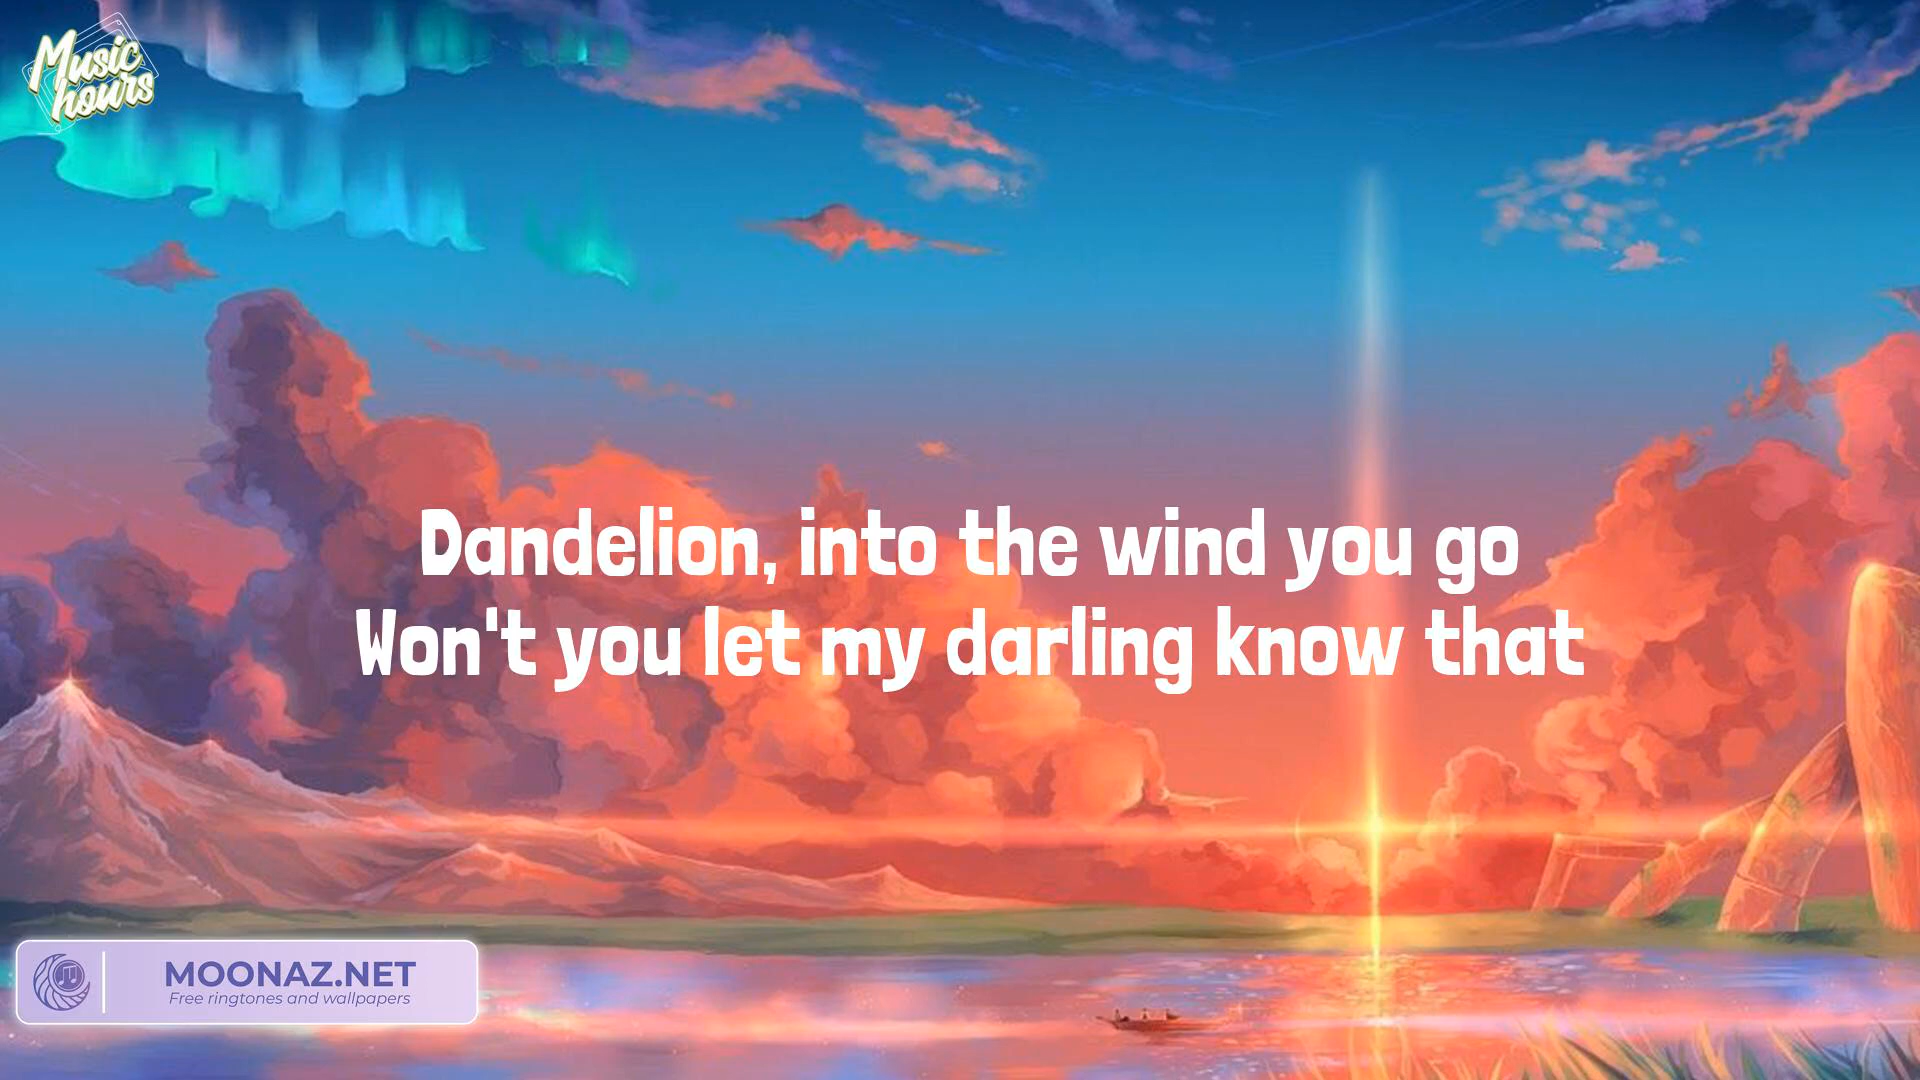 Music
hours
Dandelion, into the wind you go
Won't you let my darling know that
MOONAZ.NET
Free ringtones and wallpapers